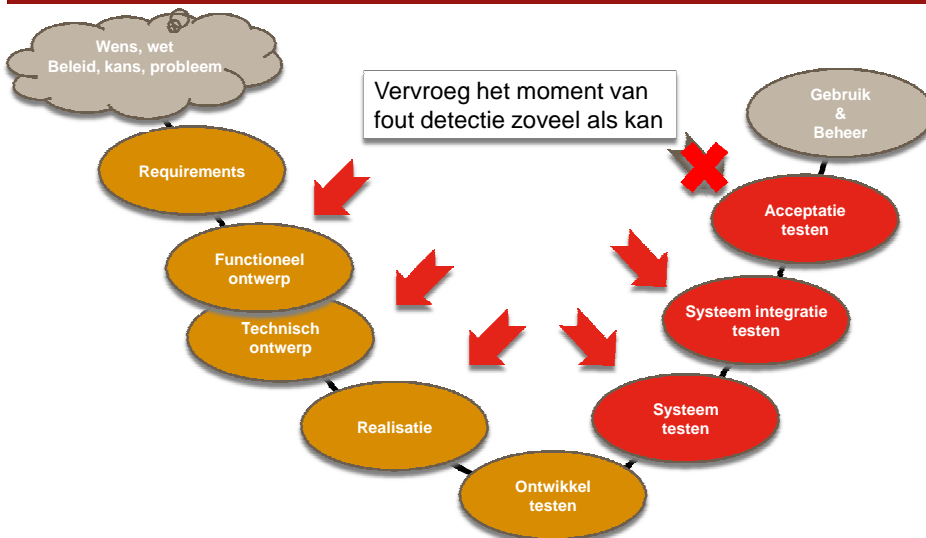 Wens, wet
Beleid, kans, probleem
Vervroeg het moment van
fout detectie zoveel als kan
Gebruik
&
Beheer
Requirements
Acceptatie
testen
Functioneel
ontwerp
Systeem integratie
testen
Technisch
ontwerp
Realisatie
Systeem
testen
Ontwikkel
testen